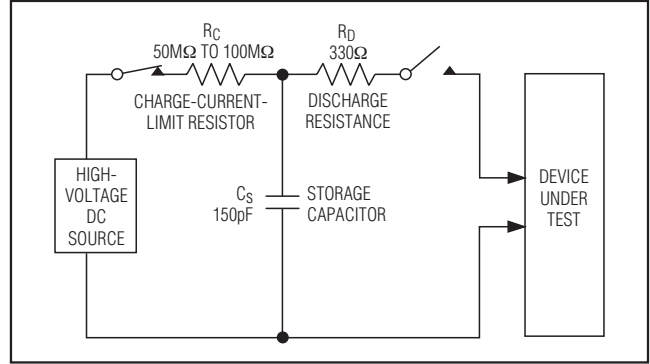 RC
50MΩ TO 100MΩ
CHARGE-CURRENT-
LIMIT RESISTOR
RD
330Ω
DISCHARGE
RESISTANCE
HIGH-
VOLTAGE
DC
SOURCE
CS
150pF
STORAGE
CAPACITOR
DEVICE
UNDER
TEST